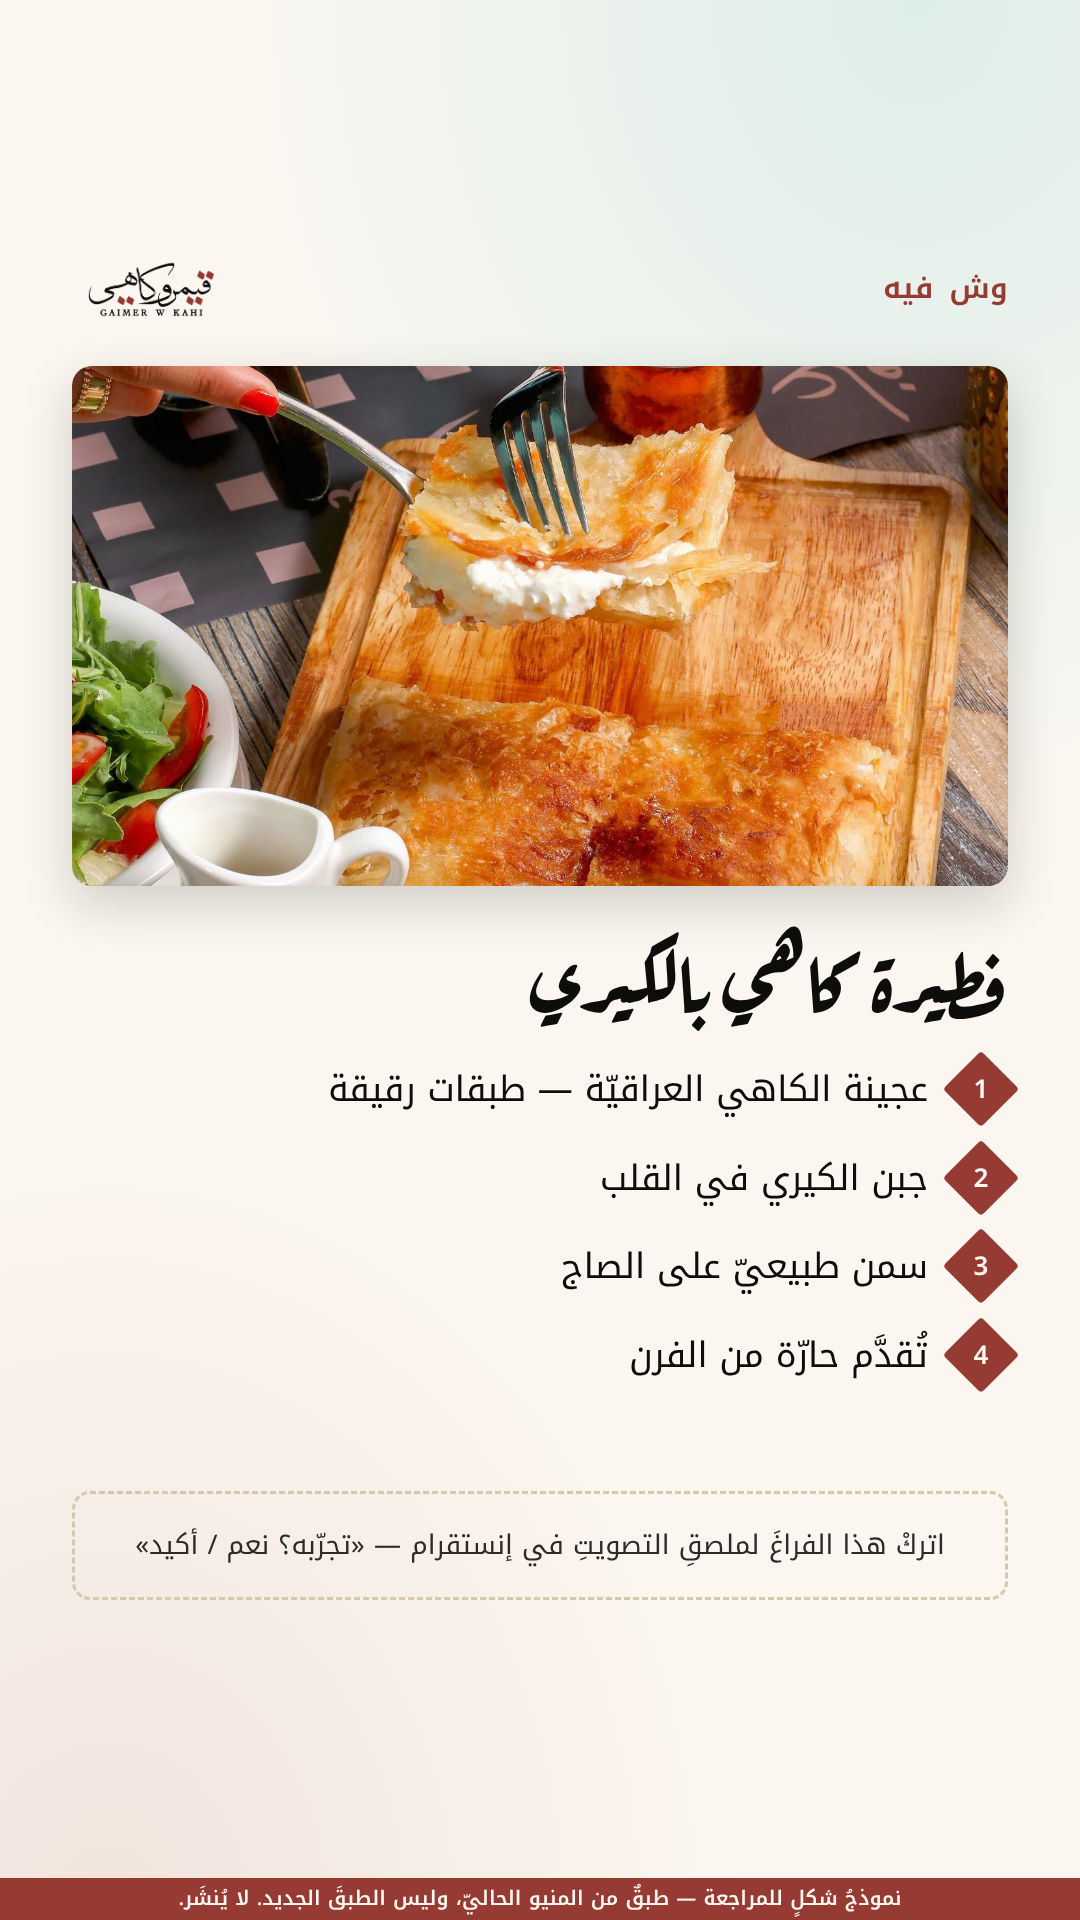 وش فيه
قيمر وكاهي
GAIMER W KAHI
فطيرة كاهي بالكيري
1 عجينة الكاهي العراقيّة — طبقات رقيقة
2 جبن الكيري في القلب
3 سمن طبيعيّ على الصاج
4 تُقدَّم حارّة من الفرن
اتركْ هذا الفراغَ لملصقِ التصويتِ في إنستقرام — «تجرّبه؟ نعم / أكيد»
نموذجُ شكلٍ للمراجعة — طبقٌ من المنيو الحاليّ، وليس الطبقَ الجديد. لا يُنشَر.